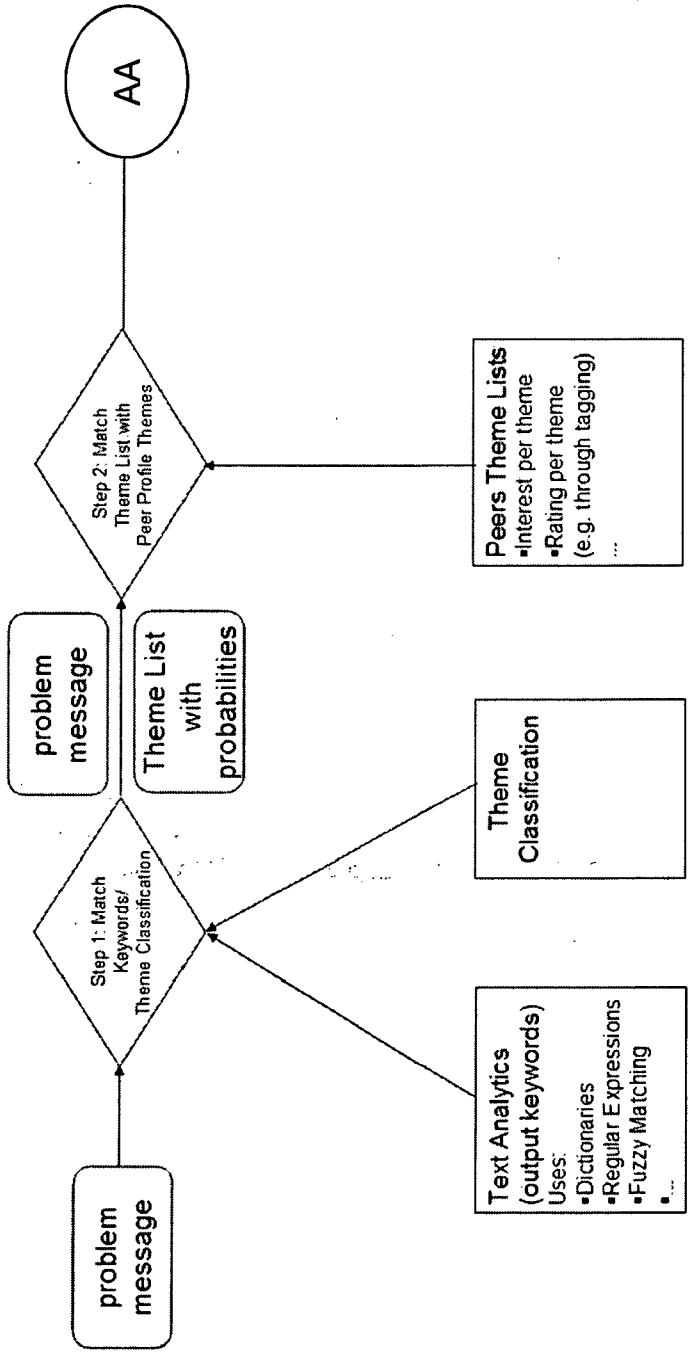 problem
message
Step 1: Match
Keywords/
Theme Classification
problem
message
Theme List
with
probabilities
Step 2: Match
Theme List with
Peer Profile Themes
AA
Text Analytics
(output keywords)
Uses:
▪Dictionaries
▪Regular Expressions
▪Fuzzy Matching
▪...
Theme
Classification
Peers Theme Lists
▪Interest per theme
▪Rating per theme
(e.g. through tagging)
...